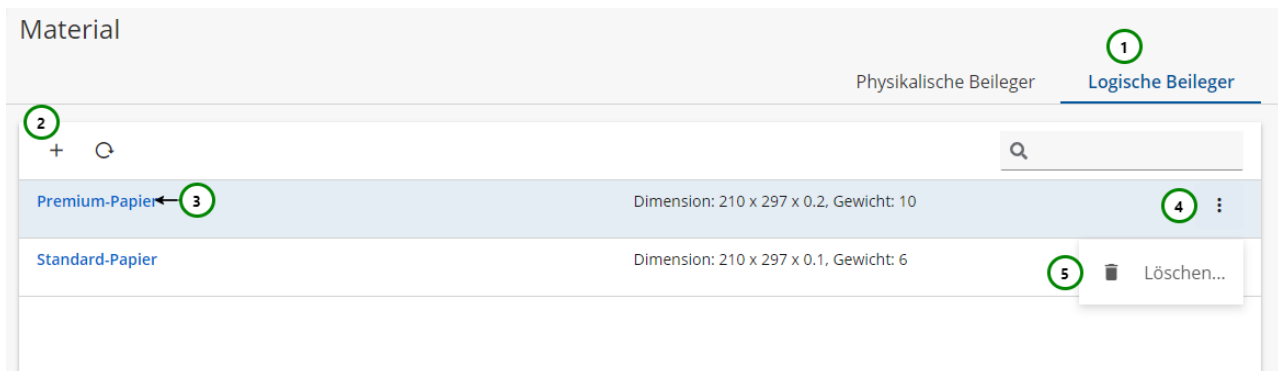 Material
1
Physikalische Beileger Logische Beileger
2
Premium-Papier 3 Dimension: 210 x 297 x 0.2, Gewicht: 10 4
Standard-Papier Dimension: 210 x 297 x 0.1, Gewicht: 6
5 Löschen...